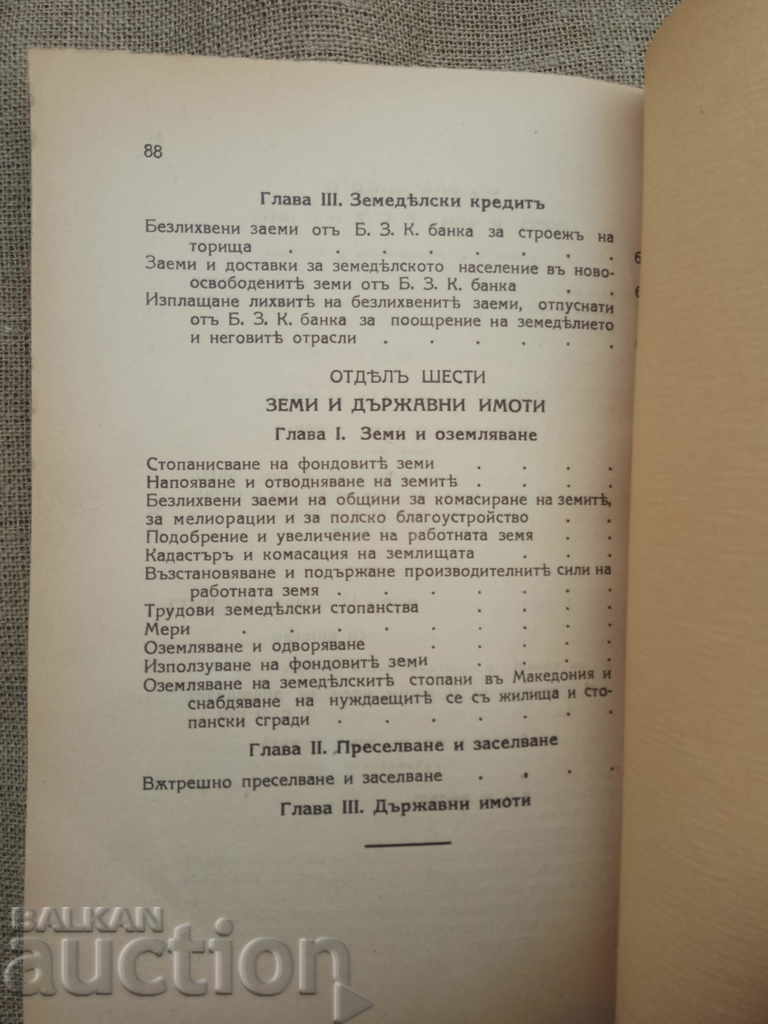 88
Глава III. Земедѣлски кредитъ
Безлихвени заеми отъ Б. З. К. банка за строежъ на
торища . . . . . . . . . 6
Заеми и доставки за земедѣлското население въ ново-
освободенитѣ земи отъ Б. З. К. банка . . 6
Изплащане лихвитѣ на безлихвенитѣ заеми, отпуснати
отъ Б. З. К. банка за поощрение на земедѣлието
и неговитѣ отрасли . . . . . .
ОТДѢЛЪ ШЕСТИ
ЗЕМИ И ДЪРЖАВНИ ИМОТИ
Глава I. Земи и оземляване
Стопанисване на фондовитѣ земи . . . .
Напояване и отводняване на земитѣ . . . .
Безлихвени заеми на общини за комасиране на земитѣ,
за мелиорации и за полско благоустройство . .
Подобрение и увеличение на работната земя . .
Кадастъръ и комасация на землищата . . .
Възстановяване и подържане производителнитѣ сили на
работната земя . . . . . . .
Трудови земедѣлски стопанства . . . .
Мери . . . . . . . . .
Оземляване и одворяване . . . . .
Използуване на фондовитѣ земи . . . .
Оземляване на земедѣлскитѣ стопани въ Македония и
снабдяване на нуждаещитѣ се съ жилища и сто-
пански сгради . . . . . . .
Глава II. Преселване и заселване
Вѫтрешно преселване и заселване . . . .
Глава III. Държавни имоти
BALKAN
auction